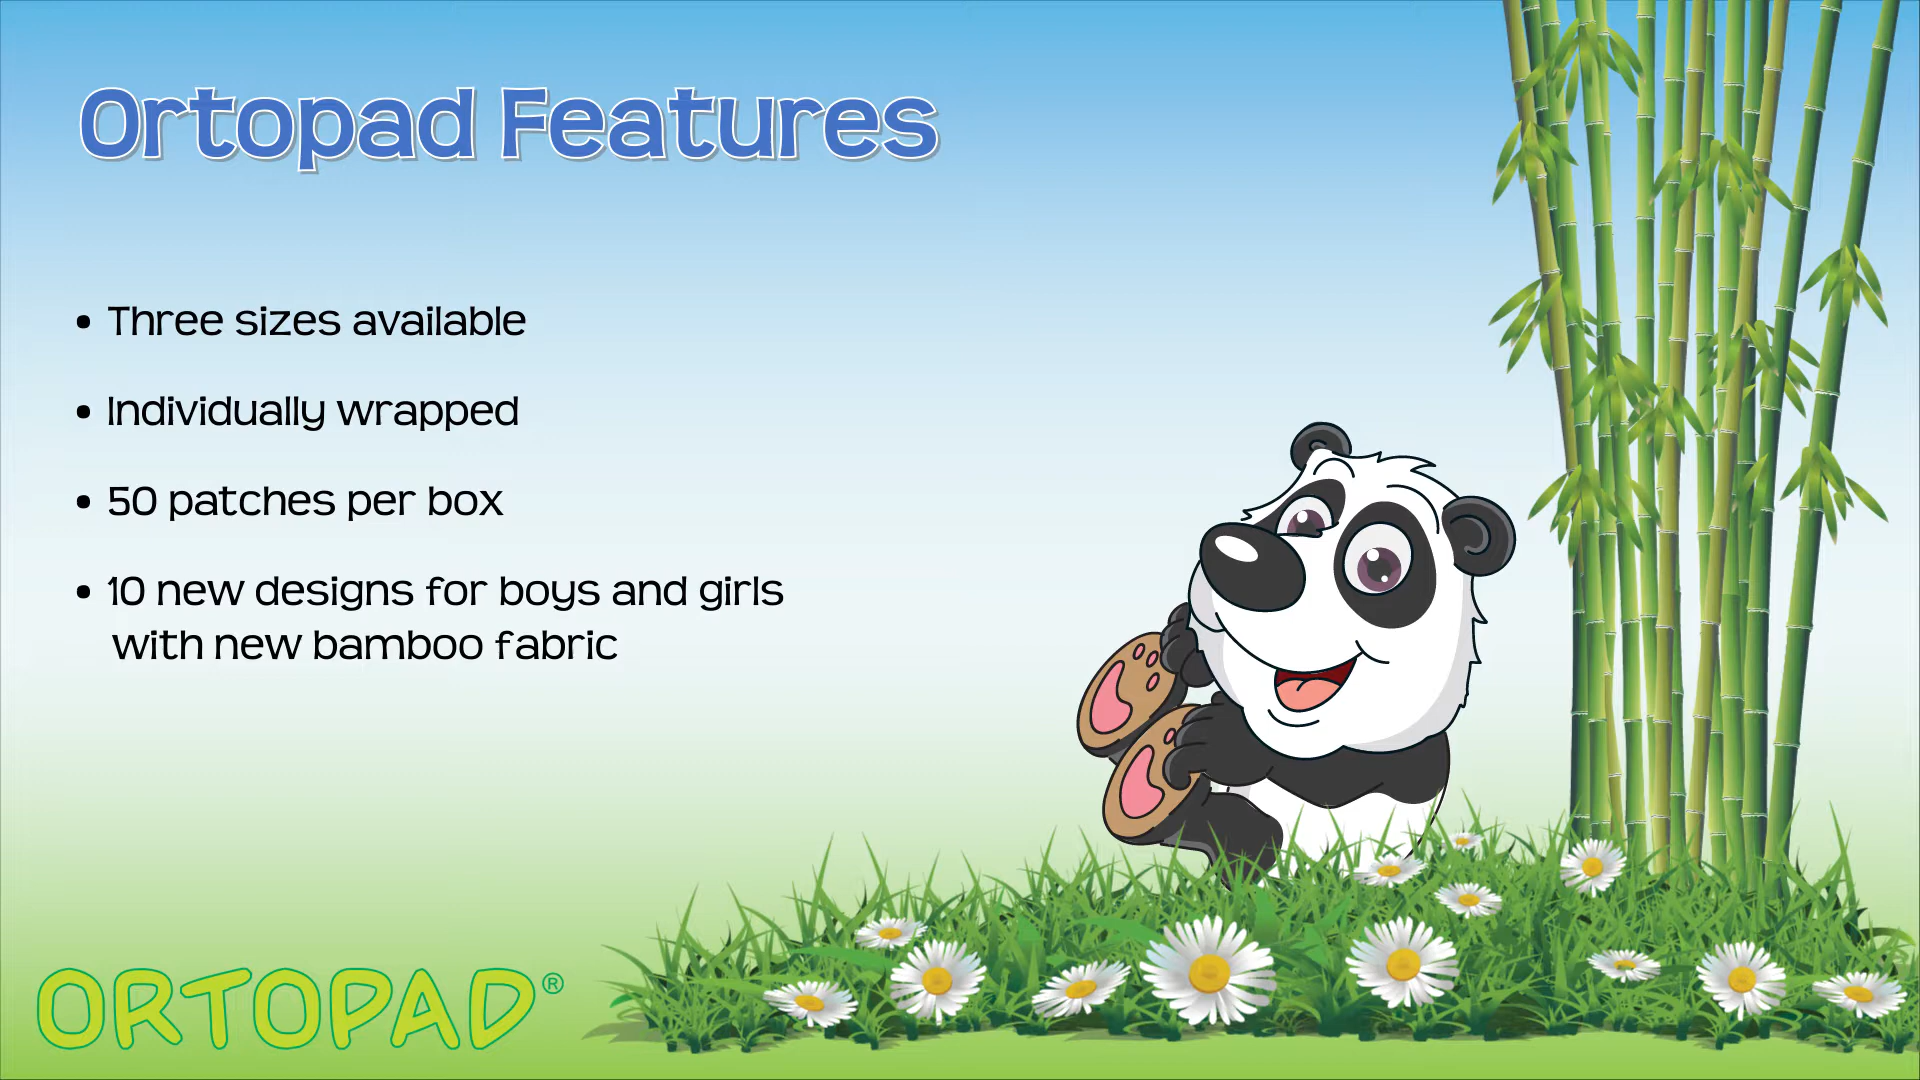 Ortopad Features
• Three sizes available
• Individually wrapped
• 50 patches per box
• 10 new designs for boys and girls
with new bamboo fabric
ORTOPAD®